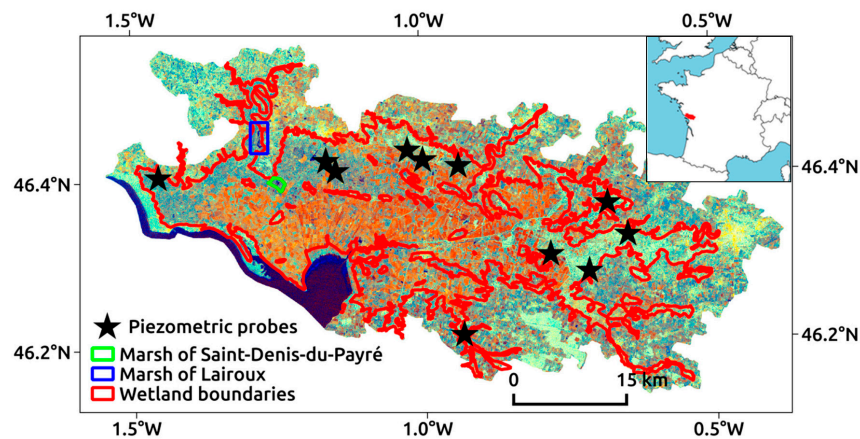 1.5°W 1.0°W 0.5°W
46.4°N 46.4°N
46.2°N 46.2°N
Piezometric probes
Marsh of Saint-Denis-du-Payré
Marsh of Lairoux
Wetland boundaries
0 15 km
1.5°W 1.0°W 0.5°W